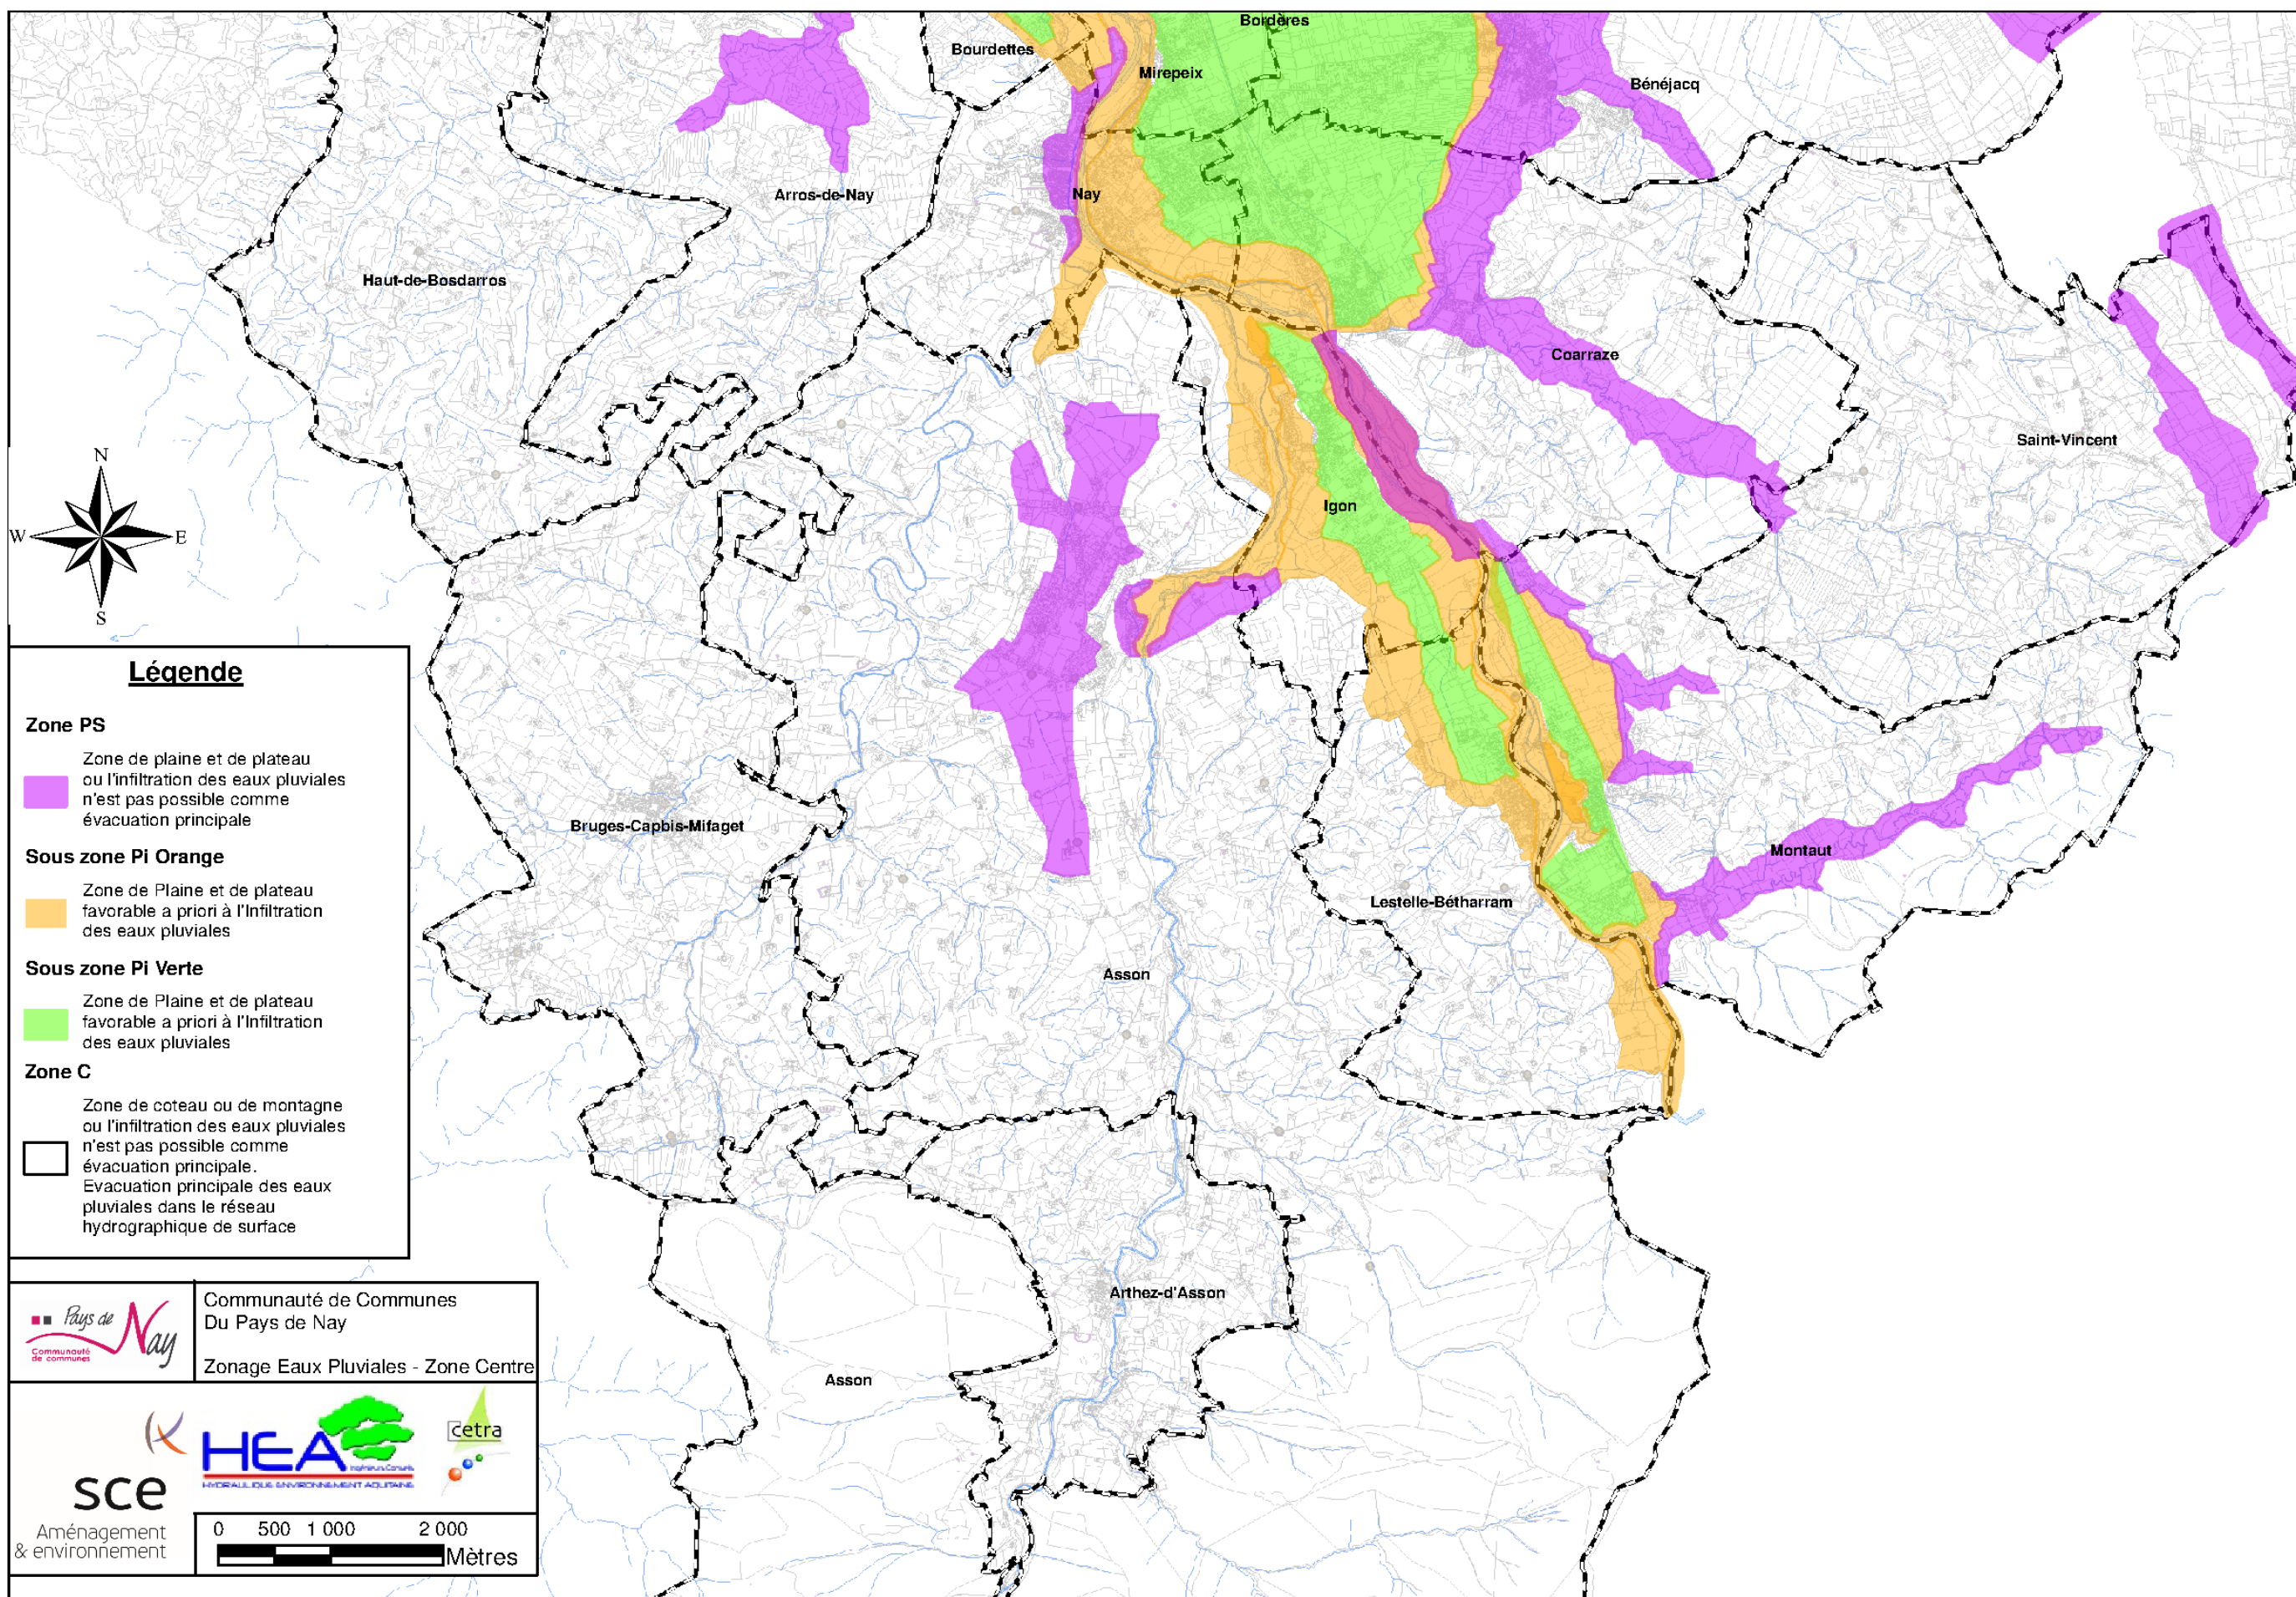 Bordères
Bourdettes
Mirepeix
Bénéjacq
Arros-de-Nay
Nay
Haut-de-Bosdarros
Coarraze
Saint-Vincent
Igon
N
W
E
S
Légende
Zone PS
Zone de plaine et de plateau
ou l'infiltration des eaux pluviales
n'est pas possible comme
évacuation principale
Sous zone Pi Orange
Zone de Plaine et de plateau
favorable a priori à l'Infiltration
des eaux pluviales
Sous zone Pi Verte
Zone de Plaine et de plateau
favorable a priori à l'Infiltration
des eaux pluviales
Zone C
Zone de coteau ou de montagne
ou l'infiltration des eaux pluviales
n'est pas possible comme
évacuation principale.
Evacuation principale des eaux
pluviales dans le réseau
hydrographique de surface
Bruges-Capbis-Mifaget
Montaut
Lestelle-Bétharram
Asson
Arthez-d'Asson
Asson
Pays de
Nay
Communauté
de communes
Communauté de Communes
Du Pays de Nay
Zonage Eaux Pluviales - Zone Centre
sce
Aménagement
& environnement
HEA
Ingénieurs Conseils
HYDRAULIQUE ENVIRONNEMENT AQUITAINE
cetra
0 500 1 000 2 000
Mètres